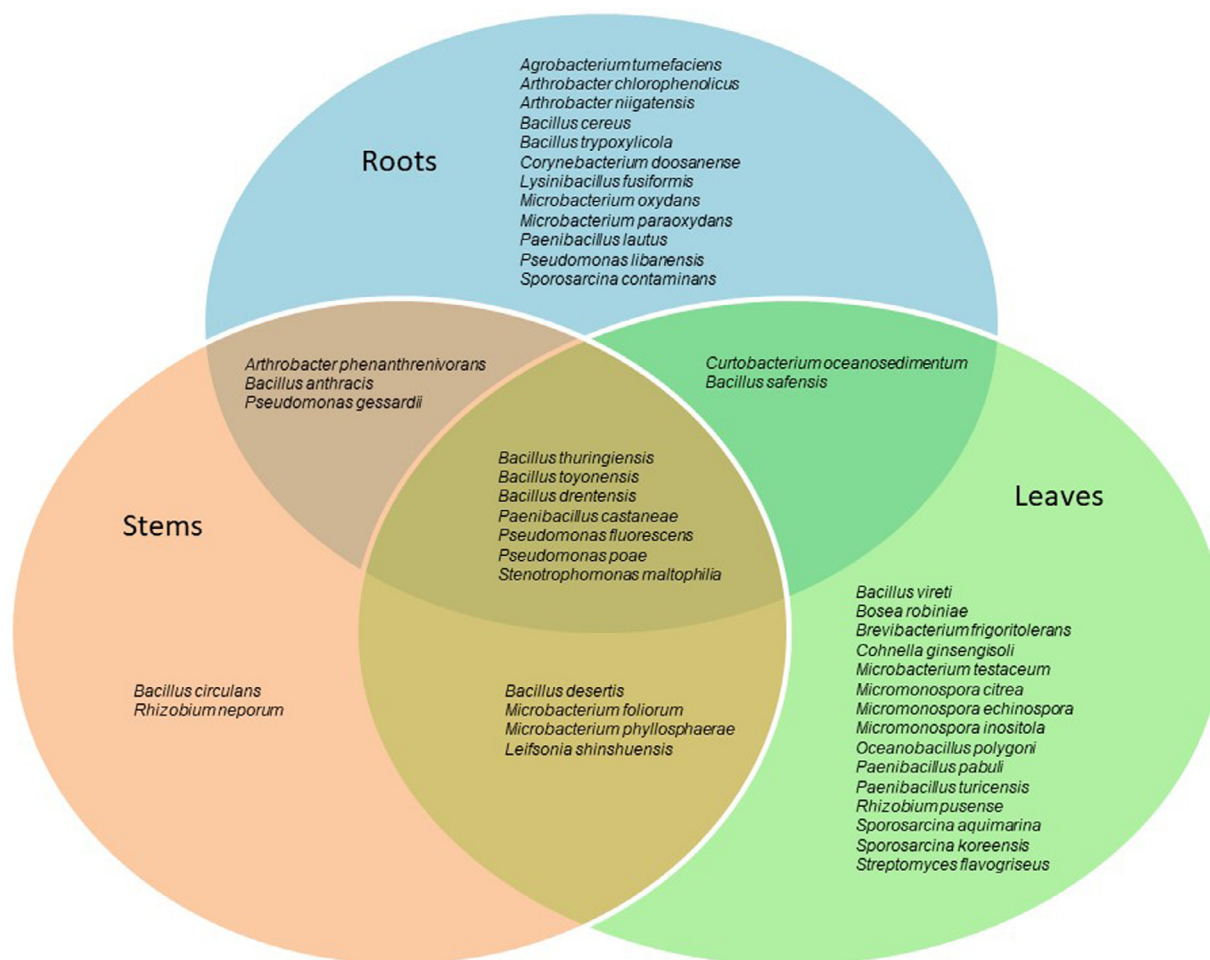 Roots
Agrobacterium tumefaciens
Arthrobacter chlorophenolicus
Arthrobacter niigatensis
Bacillus cereus
Bacillus trypoxylicola
Corynebacterium doosanense
Lysinibacillus fusiformis
Microbacterium oxydans
Microbacterium paraoxydans
Paenibacillus lautus
Pseudomonas libanensis
Sporosarcina contaminans
Arthrobacter phenanthrenivorans
Bacillus anthracis
Pseudomonas gessardii
Curtobacterium oceanosedimentum
Bacillus safensis
Bacillus thuringiensis
Bacillus toyonensis
Bacillus drentensis
Paenibacillus castaneae
Pseudomonas fluorescens
Pseudomonas poae
Stenotrophomonas maltophilia
Stems
Bacillus circulans
Rhizobium neporum
Bacillus desertis
Microbacterium foliorum
Microbacterium phyllosphaerae
Leifsonia shinshuensis
Leaves
Bacillus vireti
Bosea robiniae
Brevibacterium frigoritolerans
Cohnella ginsengisoli
Microbacterium testaceum
Micromonospora citrea
Micromonospora echinospora
Micromonospora inositola
Oceanobacillus polygoni
Paenibacillus pabuli
Paenibacillus turicensis
Rhizobium pusense
Sporosarcina aquimarina
Sporosarcina koreensis
Streptomyces flavogriseus